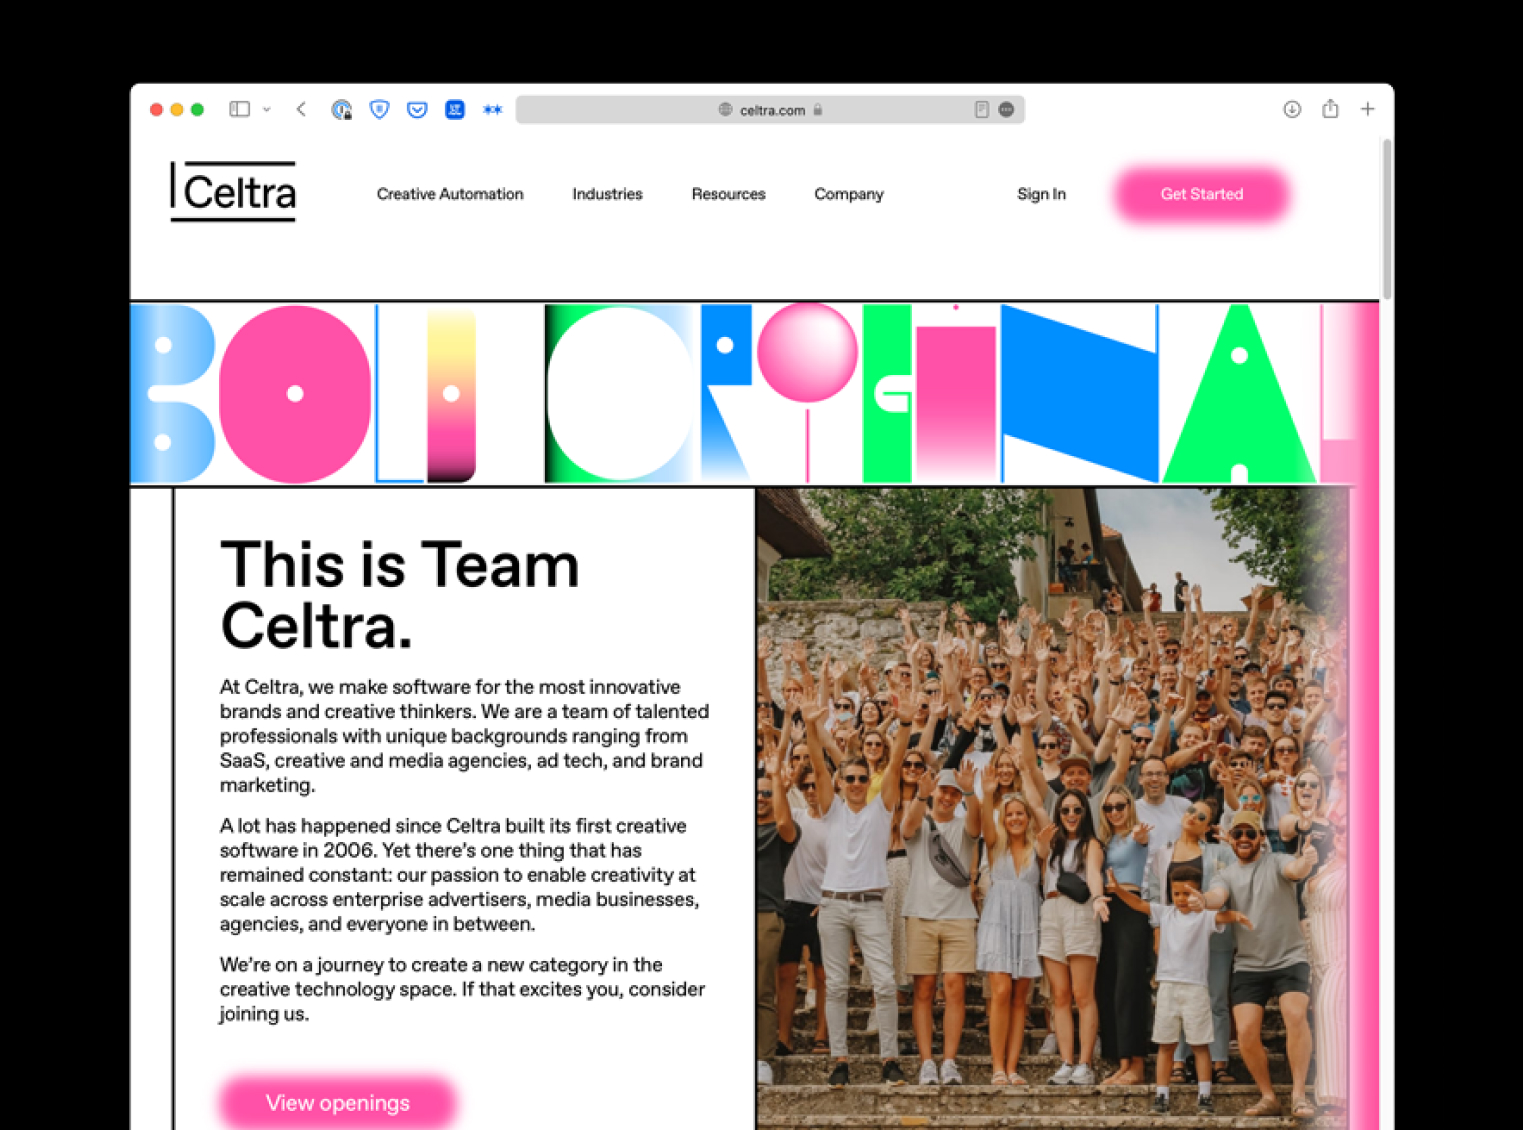 celtra.com
Celtra
Creative Automation
Industries
Resources
Company
Sign In
Get Started
BOLD ORIGINAL
This is Team
Celtra.
At Celtra, we make software for the most innovative
brands and creative thinkers. We are a team of talented
professionals with unique backgrounds ranging from
SaaS, creative and media agencies, ad tech, and brand
marketing.
A lot has happened since Celtra built its first creative
software in 2006. Yet there's one thing that has
remained constant: our passion to enable creativity at
scale across enterprise advertisers, media businesses,
agencies, and everyone in between.
We're on a journey to create a new category in the
creative technology space. If that excites you, consider
joining us.
View openings